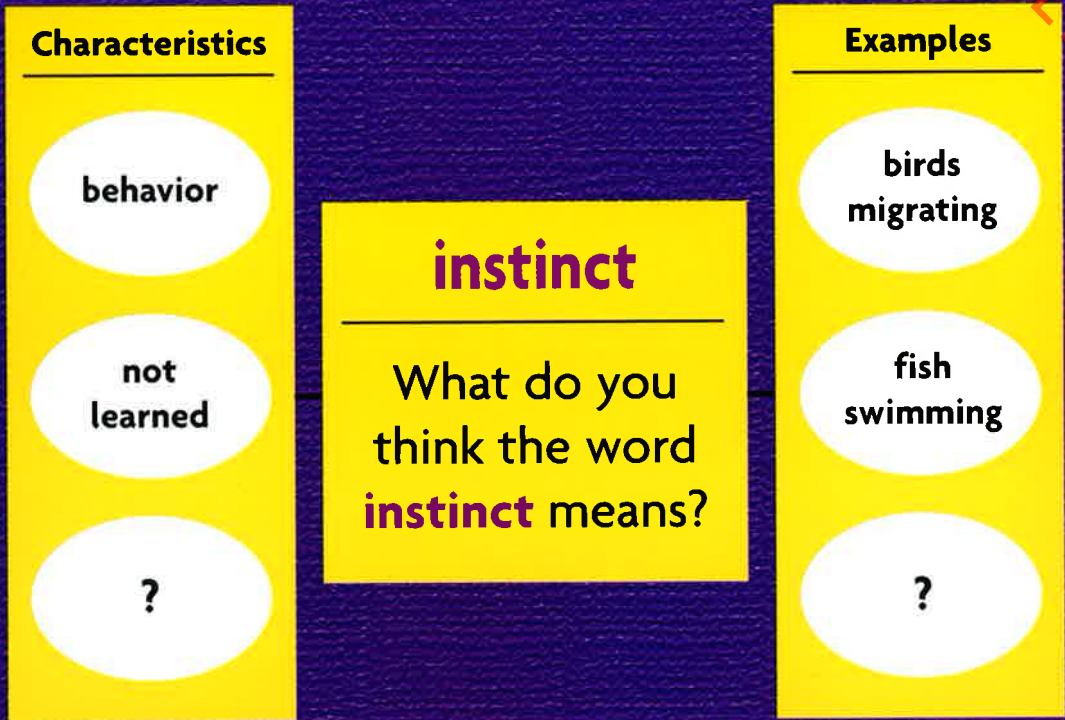 Characteristics
behavior
not
learned
?
instinct
What do you
think the word
instinct means?
Examples
birds
migrating
fish
swimming
?